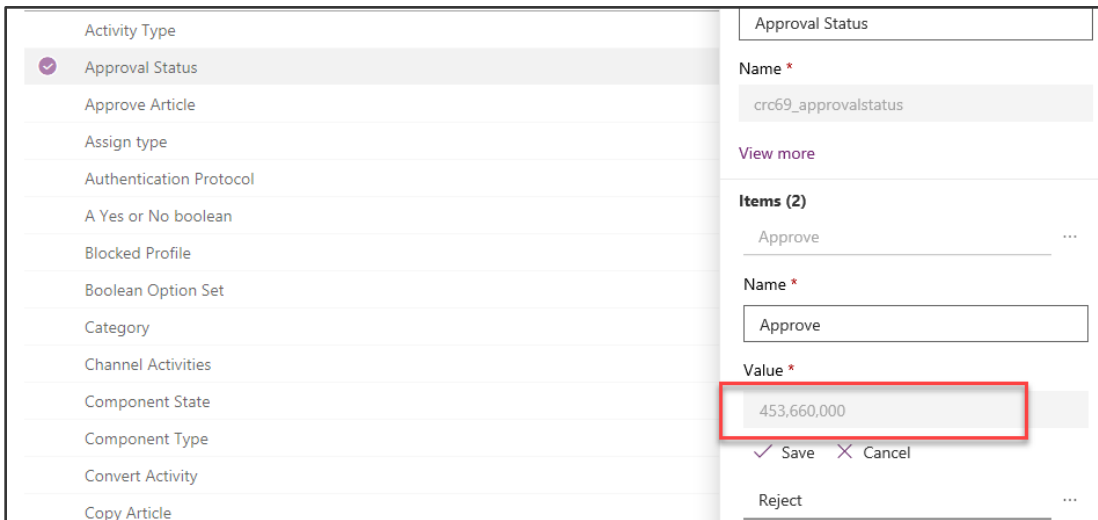 Activity Type
Approval Status
Approve Article
Assign type
Authentication Protocol
A Yes or No boolean
Blocked Profile
Boolean Option Set
Category
Channel Activities
Component State
Component Type
Convert Activity
Copy Article
Approval Status
Name *
crc69_approvalstatus
View more
Items (2)
Approve
Name *
Approve
Value *
453,660,000
Save Cancel
Reject